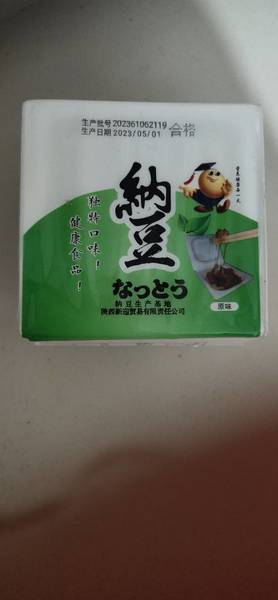 生产批号 202361062119
生产日期 2023/05/01 合格
納豆
独特口味！
健康食品！
なっとう
納豆生产基地
陕西新迎贸易有限责任公司
原味